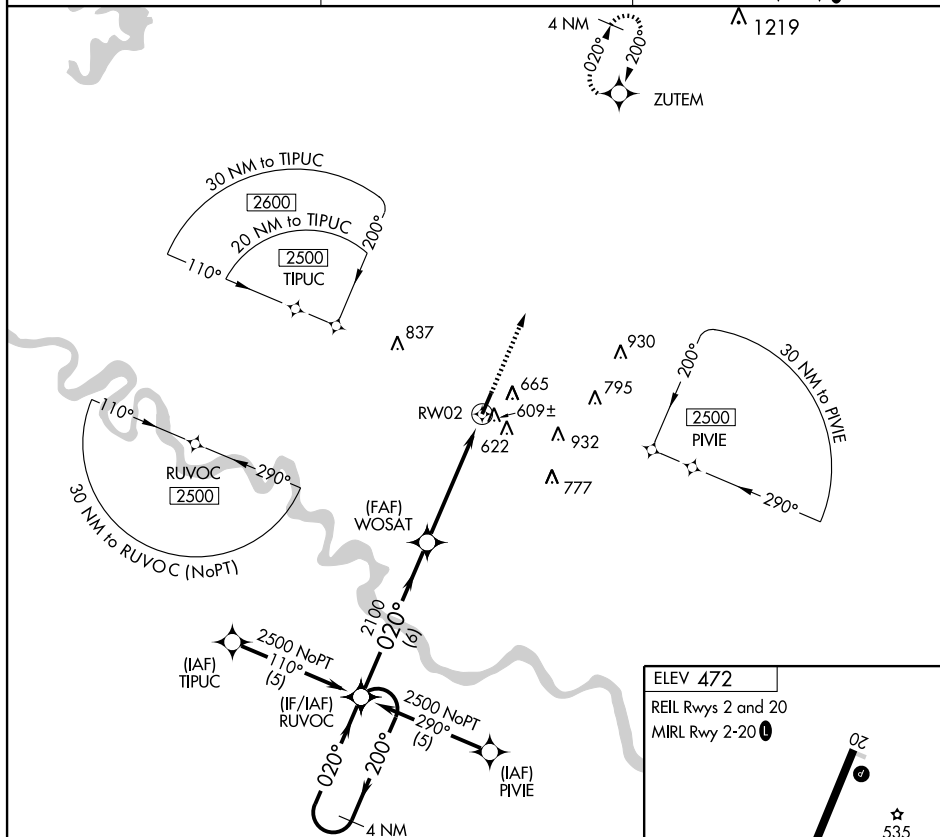 4 NM
020°
200°
ZUTEM
1219
30 NM to TIPUC
2600
20 NM to TIPUC
2500
TIPUC
110°
200°
837
930
665
795
RW02
609±
622
932
777
200°
2500
PIVIE
290°
30 NM to PIVIE
110°
RUVOC
2500
290°
30 NM to RUVOC (NoPT)
(FAF)
WOSAT
2100
020°
(6)
(IAF)
TIPUC
2500 NoPT
110°
(5)
(IF/IAF)
RUVOC
2500 NoPT
290°
(5)
(IAF)
PIVIE
020°
200°
4 NM
ELEV 472
REIL Rwys 2 and 20
MIRL Rwy 2-20 L
20
P
535